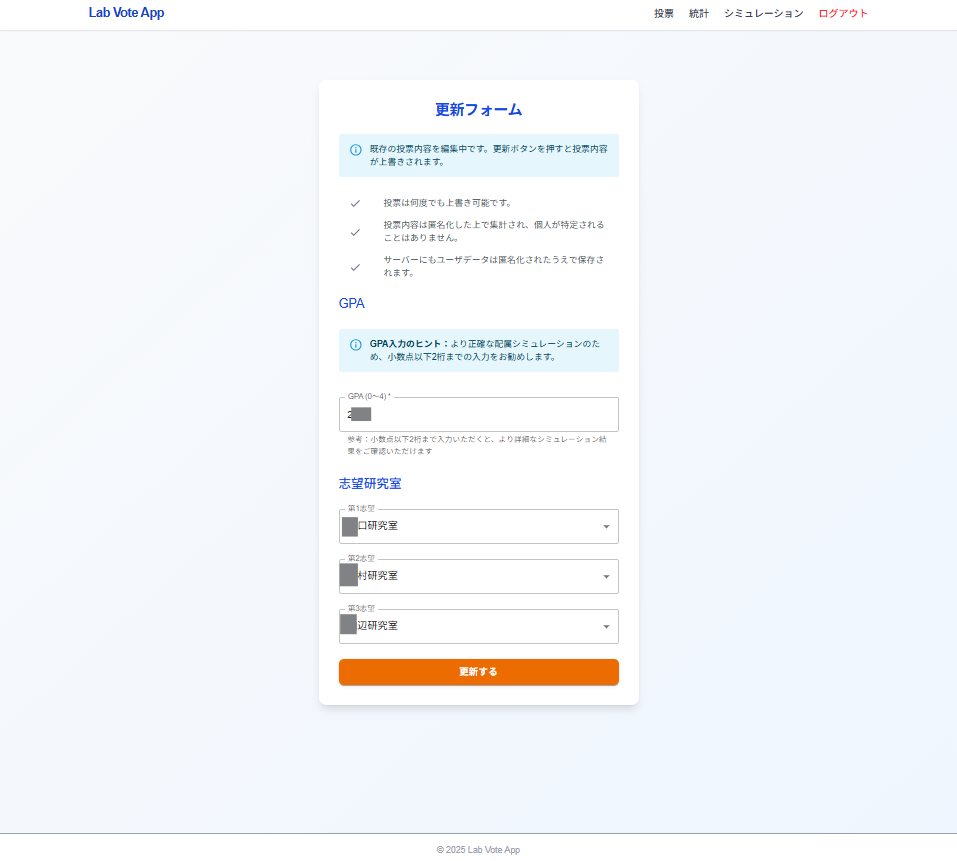 Lab Vote App
投票 統計 シミュレーション ログアウト
更新フォーム
既存の投票内容を編集中です。更新ボタンを押すと投票内容
が上書きされます。
投票は何度でも上書き可能です。
投票内容は匿名化した上で集計され、個人が特定される
ことはありません。
サーバーにもユーザデータは匿名化されたうえで保存さ
れます。
GPA
GPA入力のヒント：より正確な配属シミュレーションのた
め、小数点以下2桁までの入力をお勧めします。
GPA (0〜4) *
2
参考：小数点以下2桁まで入力いただくと、より詳細なシミュレーション結
果をご確認いただけます
志望研究室
第1志望
口研究室
第2志望
村研究室
第3志望
辺研究室
更新する
© 2025 Lab Vote App